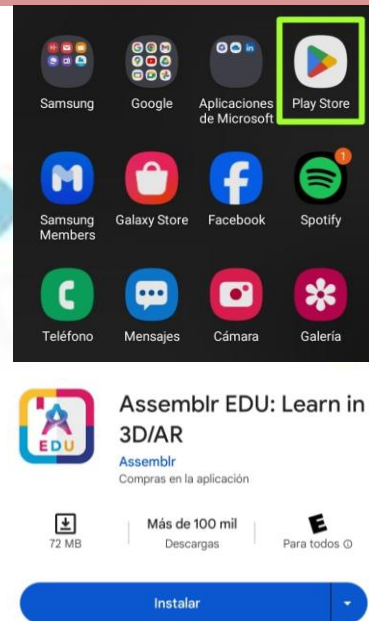 Samsung
Google
Aplicaciones
de Microsoft
Play Store
1
Samsung
Members
Galaxy Store
Facebook
Spotify
Teléfono
Mensajes
Cámara
Galería
EDU
Assemblr EDU: Learn in
3D/AR
Assemblr
Compras en la aplicación
72 MB
Más de 100 mil
Descargas
E
Para todos
Instalar